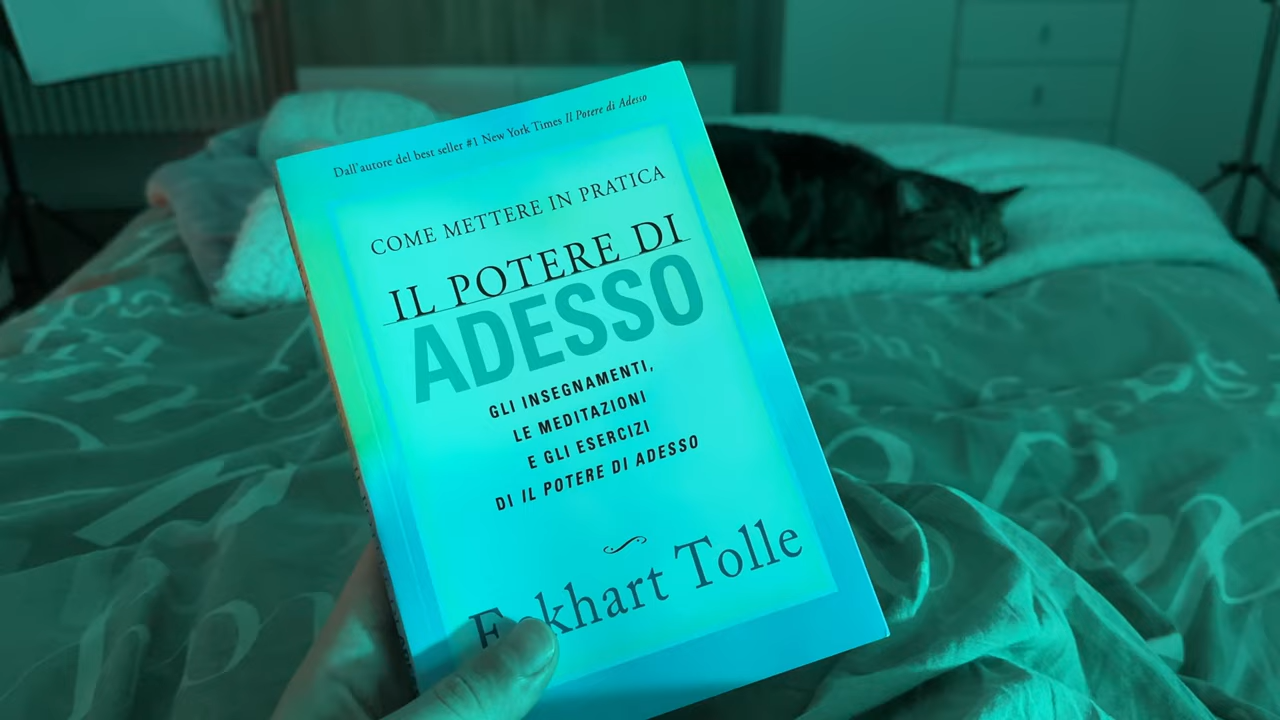 Dall'autore del best seller #1 New York Times Il Potere di Adesso
COME METTERE IN PRATICA
IL POTERE DI
ADESSO
GLI INSEGNAMENTI,
LE MEDITAZIONI
E GLI ESERCIZI
DI IL POTERE DI ADESSO
Eckhart Tolle